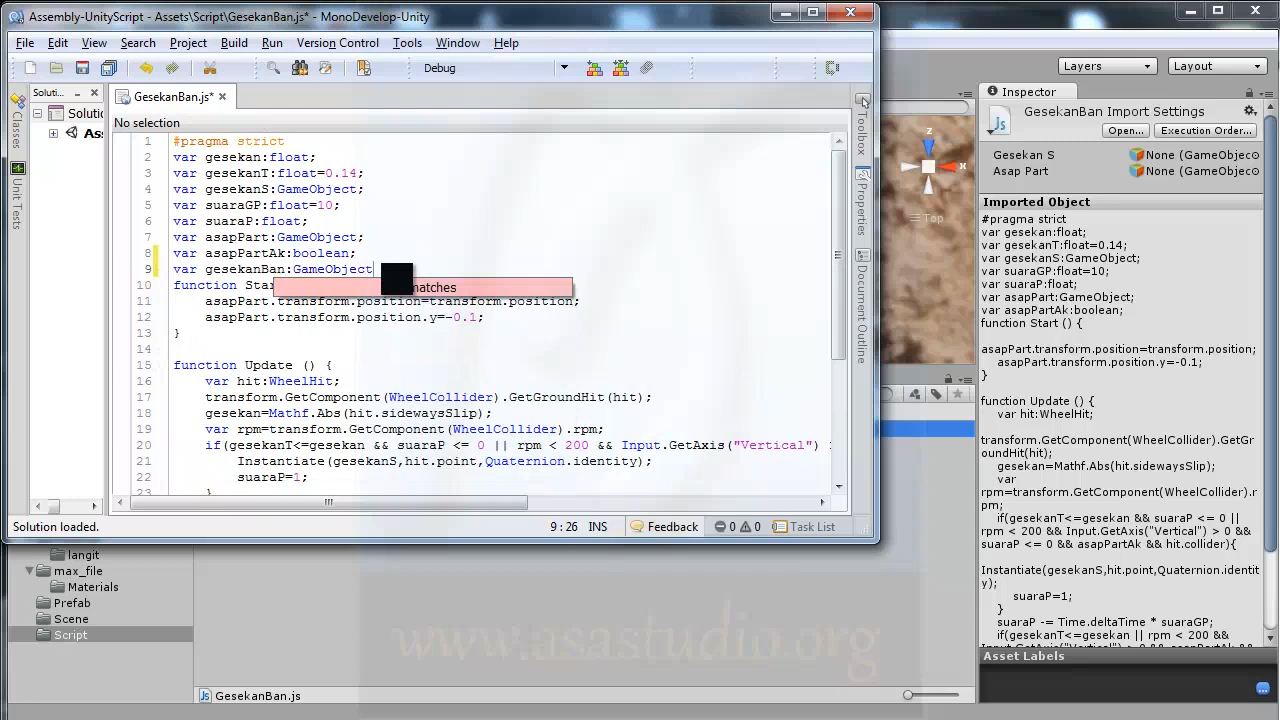 Assembly-UnityScript - Assets\Script\GesekanBan.js* - MonoDevelop-Unity
File Edit View Search Project Build Run Version Control Tools Window Help
Debug
Layers Layout
Solut:
GesekanBan.js*
Inspector
Classes
Solutio
As
Unit Tests
No selection
Toolbox
Properties
Document Outline
1 #pragma strict
2 var gesekan:float;
3 var gesekanT:float=0.14;
4 var gesekanS:GameObject;
5 var suaraGP:float=10;
6 var suaraP:float;
7 var asapPart:GameObject;
8 var asapPartAk:boolean;
9 var gesekanBan:GameObject
10 function Star
matches
11 asapPart.transform.position=transform.position;
12 asapPart.transform.position.y=-0.1;
13 }
14
15 function Update () {
16 var hit:WheelHit;
17 transform.GetComponent(WheelCollider).GetGroundHit(hit);
18 gesekan=Mathf.Abs(hit.sidewaysSlip);
19 var rpm=transform.GetComponent(WheelCollider).rpm;
20 if(gesekanT<=gesekan && suaraP <= 0 || rpm < 200 && Input.GetAxis("Vertical")
21 Instantiate(gesekanS,hit.point,Quaternion.identity);
22 suaraP=1;
23 }
Solution loaded. 9 : 26 INS Feedback 0 0 Task List
z
x
Top
GesekanBan Import Settings
Open... Execution Order...
Gesekan S None (GameObjec
Asap Part None (GameObjec
Imported Object
#pragma strict
var gesekan:float;
var gesekanT:float=0.14;
var gesekanS:GameObject;
var suaraGP:float=10;
var suaraP:float;
var asapPart:GameObject;
var asapPartAk:boolean;
function Start () {
asapPart.transform.position=transform.position;
asapPart.transform.position.y=-0.1;
}
function Update () {
var hit:WheelHit;
transform.GetComponent(WheelCollider).GetGr
oundHit(hit);
gesekan=Mathf.Abs(hit.sidewaysSlip);
var
rpm=transform.GetComponent(WheelCollider).r
pm;
if(gesekanT<=gesekan && suaraP <= 0 ||
rpm < 200 && Input.GetAxis("Vertical") > 0 &&
suaraP <= 0 && asapPartAk && hit.collider){
Instantiate(gesekanS,hit.point,Quaternion.identit
y);
suaraP=1;
}
suaraP -= Time.deltaTime * suaraGP;
if(gesekanT<=gesekan || rpm < 200 &&
Asset Labels
langit
max_file
Materials
Prefab
Scene
Script
www.asastudio.org
GesekanBan.js